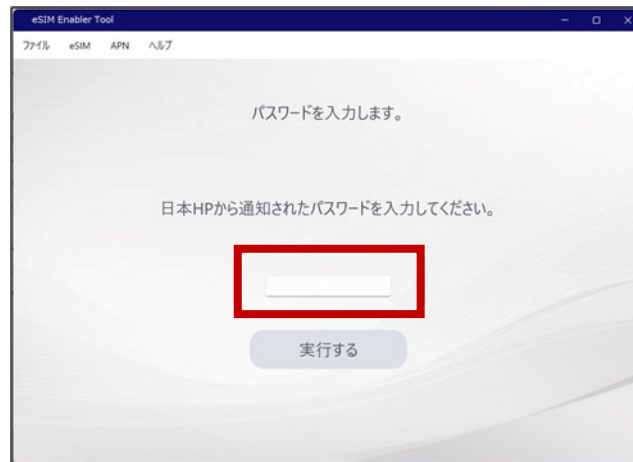 eSIM Enabler Tool
ファイル eSIM APN ヘルプ
パスワードを入力します。
日本HPから通知されたパスワードを入力してください。
実行する